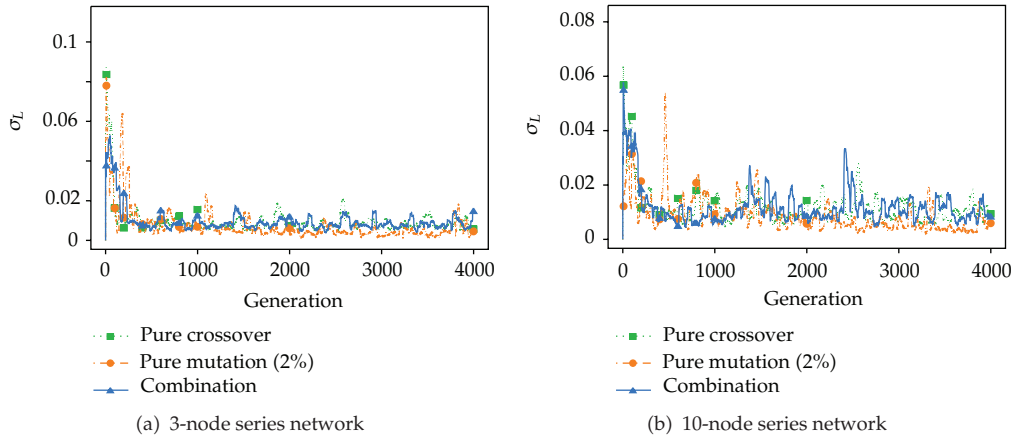 0.1
0.06
0.02
0
σL
0 1000 2000 3000 4000
Generation
Pure crossover
Pure mutation (2%)
Combination
(a) 3-node series network
0.08
0.06
0.04
0.02
0
σL
0 1000 2000 3000 4000
Generation
Pure crossover
Pure mutation (2%)
Combination
(b) 10-node series network